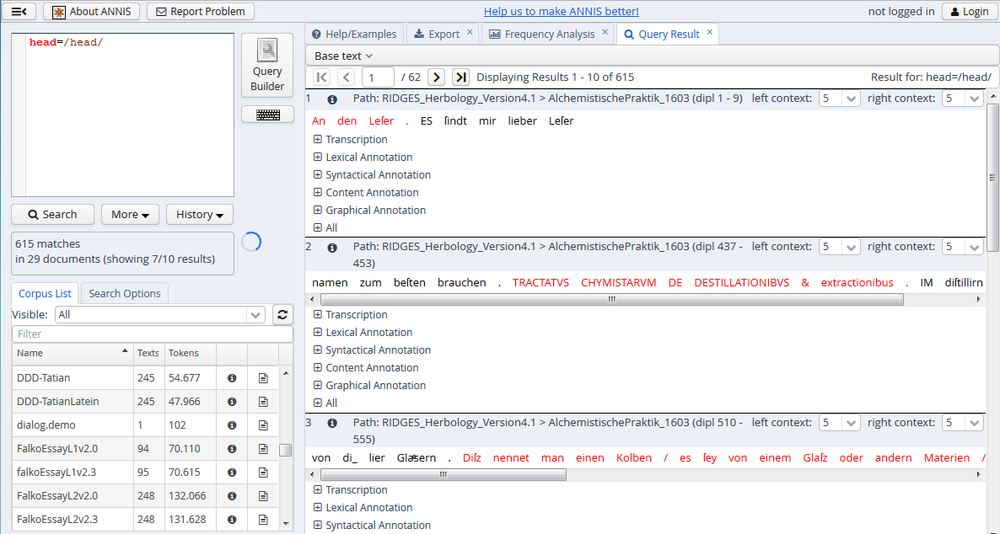 About ANNIS
Report Problem
Help us to make ANNIS better!
not logged in
Login
head=/head/
Query
Builder
Search
More
History
615 matches
in 29 documents (showing 7/10 results)
Corpus List
Search Options
Visible:
All
Filter
Name Texts Tokens
DDD-Tatian 245 54.677
DDD-TatianLatein 245 47.966
dialog.demo 1 102
FalkoEssayL1v2.0 94 70.110
falkoEssayL1v2.3 95 70.615
FalkoEssayL2v2.0 248 132.066
FalkoEssayL2v2.3 248 131.628
Help/Examples
Export
Frequency Analysis
Query Result
Base text
1 / 62 Displaying Results 1 - 10 of 615
Result for: head=/head/
1 Path: RIDGES_Herbology_Version4.1 > AlchemistischePraktik_1603 (dipl 1 - 9) left context: 5 right context: 5
An den Leſer . ES ſindt mir lieber Leſer
Transcription
Lexical Annotation
Syntactical Annotation
Content Annotation
Graphical Annotation
All
2 Path: RIDGES_Herbology_Version4.1 > AlchemistischePraktik_1603 (dipl 437 - left context: 5 right context: 5
453)
namen zum beſten brauchen . TRACTATVS CHYMISTARVM DE DESTILLATIONIBVS & extractionibus . IM diſtillirn
Transcription
Lexical Annotation
Syntactical Annotation
Content Annotation
Graphical Annotation
All
3 Path: RIDGES_Herbology_Version4.1 > AlchemistischePraktik_1603 (dipl 510 - left context: 5 right context: 5
555)
von di_ lier . Diſz nennet man einen Kolben / es ſey von einem Glaſz oder andern Materien /
Transcription
Lexical Annotation
Syntactical Annotation